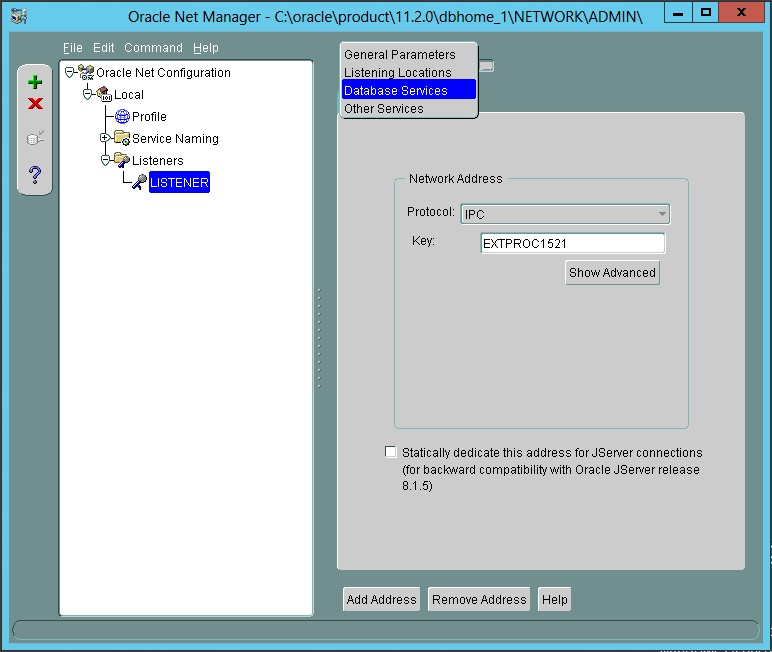 Oracle Net Manager - C:\oracle\product\11.2.0\dbhome_1\NETWORK\ADMIN\
File Edit Command Help
Oracle Net Configuration
Local
Profile
Service Naming
Listeners
LISTENER
General Parameters
Listening Locations
Database Services
Other Services
Network Address
Protocol: IPC
Key: EXTPROC1521
Show Advanced
Statically dedicate this address for JServer connections
(for backward compatibility with Oracle JServer release
8.1.5)
Add Address Remove Address Help